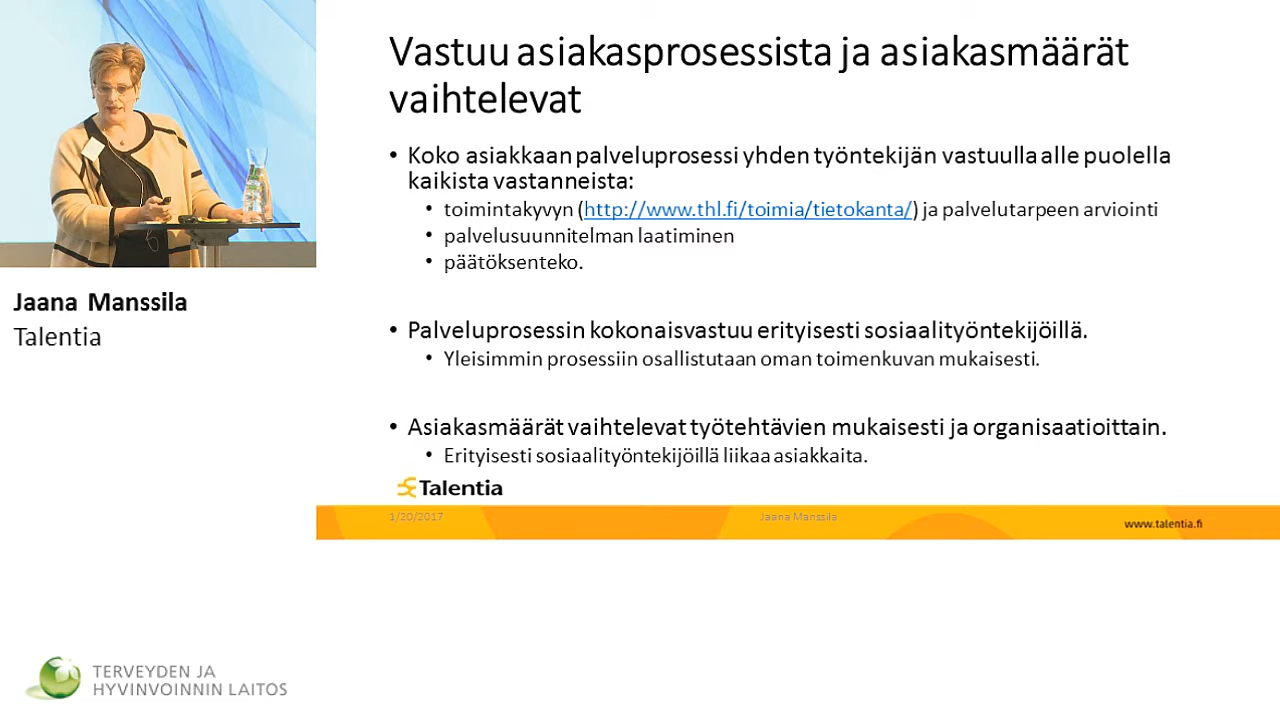 Vastuu asiakasprosessista ja asiakasmäärät
vaihtelevat
• Koko asiakkaan palveluprosessi yhden työntekijän vastuulla alle puolella
kaikista vastanneista:
• toimintakyvyn (http://www.thl.fi/toimia/tietokanta/) ja palvelutarpeen arviointi
• palvelusuunnitelman laatiminen
• päätöksenteko.
• Palveluprosessin kokonaisvastuu erityisesti sosiaalityöntekijöillä.
• Yleisimmin prosessiin osallistutaan oman toimenkuvan mukaisesti.
• Asiakasmäärät vaihtelevat työtehtävien mukaisesti ja organisaatioittain.
• Erityisesti sosiaalityöntekijöillä liikaa asiakkaita.
Talentia
1/20/2017
Jaana Manssila
www.talentia.fi
Jaana Manssila
Talentia
TERVEYDEN JA
HYVINVOINNIN LAITOS